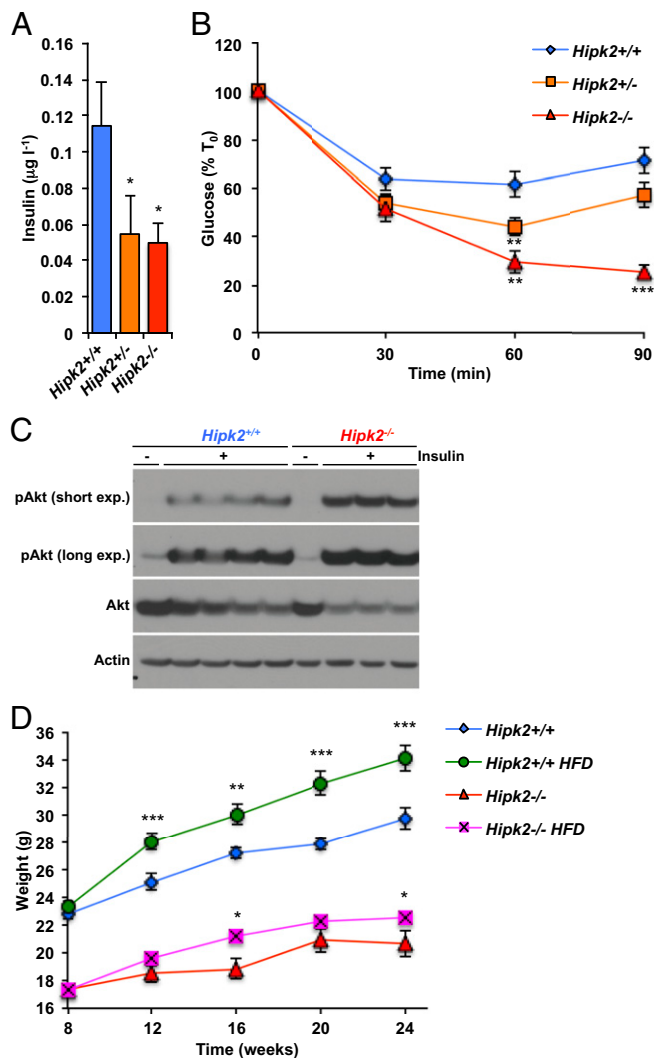 A
Insulin (μg l⁻¹)
0.16
0.14
0.12
0.1
0.08
0.06
0.04
0.02
0
*
*
Hipk2+/+
Hipk2+/-
Hipk2-/-
B
Glucose (% T₀)
120
100
80
60
40
20
0
**
**
***
0
30
60
90
Time (min)
Hipk2+/+
Hipk2+/-
Hipk2-/-
C
Hipk2+/+ Hipk2-/-
- + - + Insulin
pAkt (short exp.)
pAkt (long exp.)
Akt
Actin
D
Weight (g)
36
34
32
30
28
26
24
22
20
18
16
***
**
***
***
*
*
8
12
16
20
24
Time (weeks)
Hipk2+/+
Hipk2+/+ HFD
Hipk2-/-
Hipk2-/- HFD